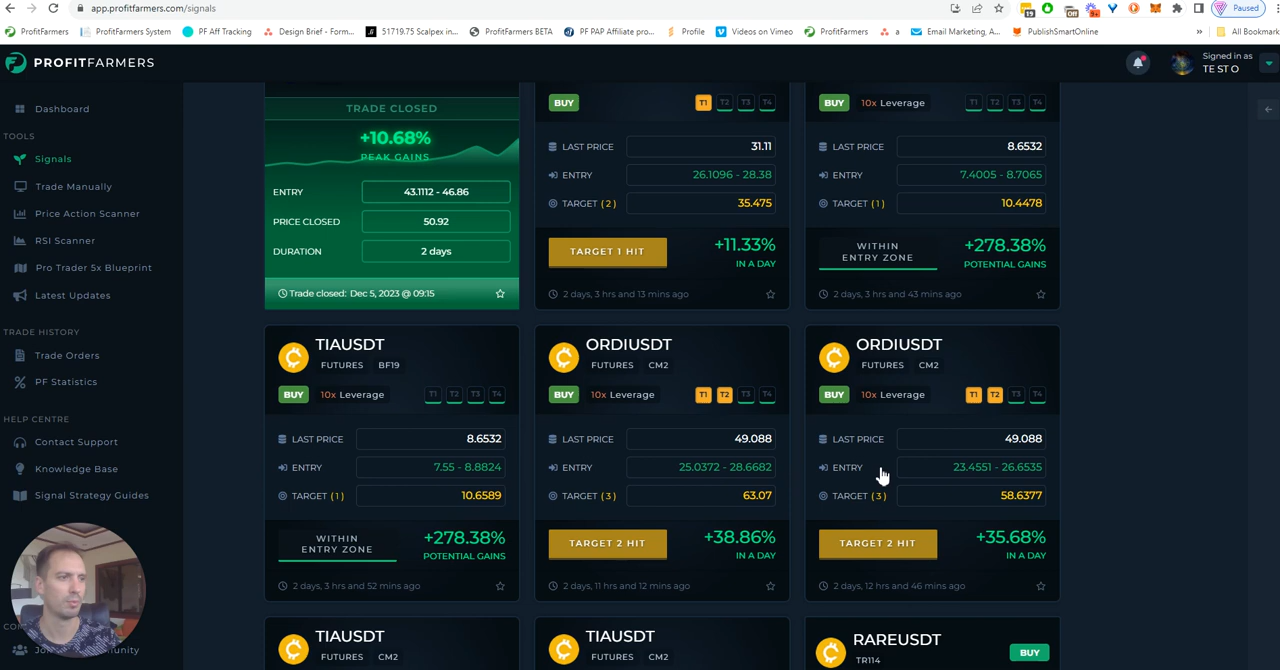 app.profitfarmers.com/signals
19
Off
9+
Paused
ProfitFarmers
ProfitFarmers System
PF Aff Tracking
Design Brief - Form...
51719.75 Scalpex in...
ProfitFarmers BETA
PF PAP Affiliate pro...
Profile
Videos on Vimeo
ProfitFarmers
a
Email Marketing, A...
PublishSmartOnline
»
All Bookmark
PROFITFARMERS
Signed in as
TE ST O
Dashboard
TOOLS
Signals
Trade Manually
Price Action Scanner
RSI Scanner
Pro Trader 5x Blueprint
Latest Updates
TRADE HISTORY
Trade Orders
PF Statistics
HELP CENTRE
Contact Support
Knowledge Base
Signal Strategy Guides
TRADE CLOSED
+10.68%
PEAK GAINS
ENTRY 43.1112 - 46.86
PRICE CLOSED 50.92
DURATION 2 days
Trade closed: Dec 5, 2023 @ 09:15
BUY T1 T2 T3 T4
LAST PRICE 31.11
ENTRY 26.1096 - 28.38
TARGET (2) 35.475
TARGET 1 HIT +11.33%
IN A DAY
2 days, 3 hrs and 13 mins ago
BUY 10x Leverage T1 T2 T3 T4
LAST PRICE 8.6532
ENTRY 7.4005 - 8.7065
TARGET (1) 10.4478
WITHIN
ENTRY ZONE
+278.38%
POTENTIAL GAINS
2 days, 3 hrs and 43 mins ago
TIAUSDT
FUTURES BF19
BUY 10x Leverage T1 T2 T3 T4
LAST PRICE 8.6532
ENTRY 7.55 - 8.8824
TARGET (1) 10.6589
WITHIN
ENTRY ZONE
+278.38%
POTENTIAL GAINS
2 days, 3 hrs and 52 mins ago
ORDIUSDT
FUTURES CM2
BUY 10x Leverage T1 T2 T3 T4
LAST PRICE 49.088
ENTRY 25.0372 - 28.6682
TARGET (3) 63.07
TARGET 2 HIT +38.86%
IN A DAY
2 days, 11 hrs and 12 mins ago
ORDIUSDT
FUTURES CM2
BUY 10x Leverage T1 T2 T3 T4
LAST PRICE 49.088
ENTRY 23.4551 - 26.6535
TARGET (3) 58.6377
TARGET 2 HIT +35.68%
IN A DAY
2 days, 12 hrs and 46 mins ago
TIAUSDT
FUTURES CM2
TIAUSDT
FUTURES CM2
RAREUSDT
TR114
BUY